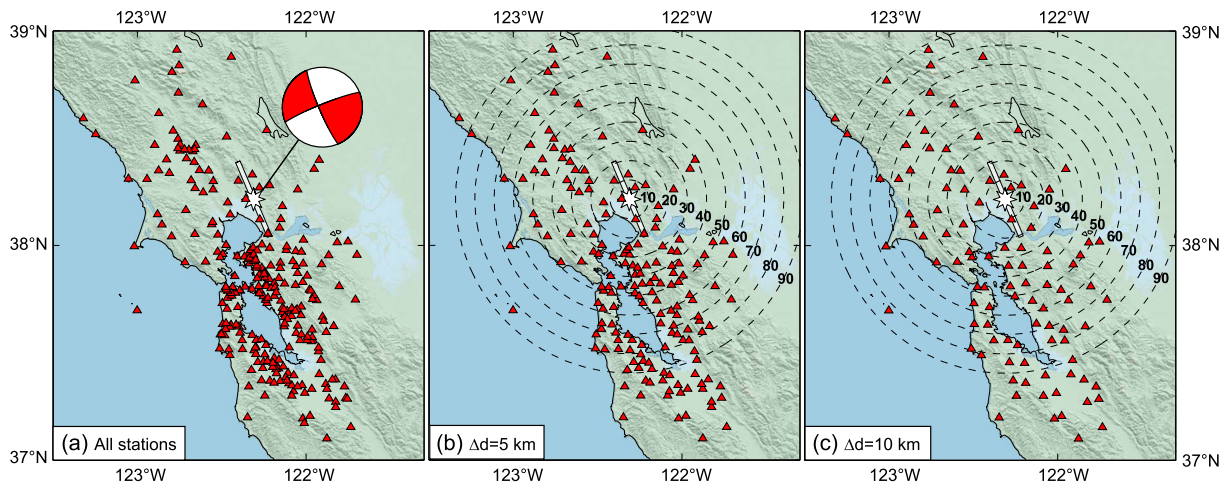 123°W 122°W 123°W 122°W 123°W 122°W
39°N 39°N
10 20 30 40 50 60 70 80 90
10 20 30 40 50 60 70 80 90
38°N 38°N
(a) All stations
(b) Δd=5 km
(c) Δd=10 km
37°N 37°N
123°W 122°W 123°W 122°W 123°W 122°W